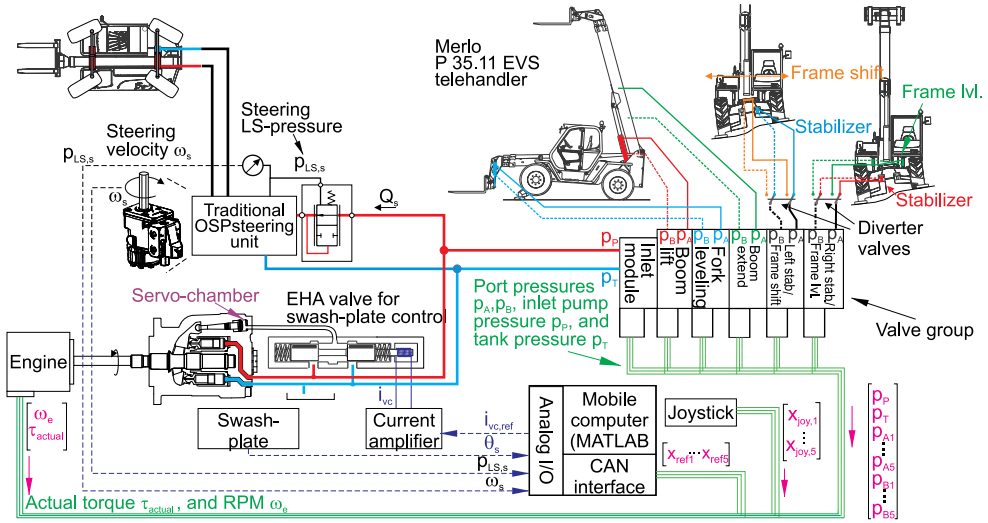 Merlo
P 35.11 EVS
telehandler
Frame shift
Frame lvl.
Stabilizer
Stabilizer
Diverter
valves
Steering
LS-pressure
Steering
velocity ωs
pLS,s
pLS,s
ωs
Qs
Traditional
OSPsteering
unit
pP
pT
Inlet
module
pB pA
Boom
lift
pB pA
Fork
leveling
pB pA
Boom
extend
pB pA
Left stab/
Frame shift
pB pA
Right stab/
Frame lvl.
Valve group
Port pressures
pA,pB, inlet pump
pressure pP, and
tank pressure pT
Servo-chamber
EHA valve for
swash-plate control
Engine
ivc
Swash-
plate
Current
amplifier
ivc,ref
θs
pLS,s
ωs
Analog I/O
Mobile
computer
(MATLAB
CAN
interface
Joystick
xref1 ... xref5
xjoy,1
⋮
xjoy,5
pP
pT
pA1
⋮
pA5
pB1
⋮
pB5
ωe
τactual
Actual torque τactual, and RPM ωe